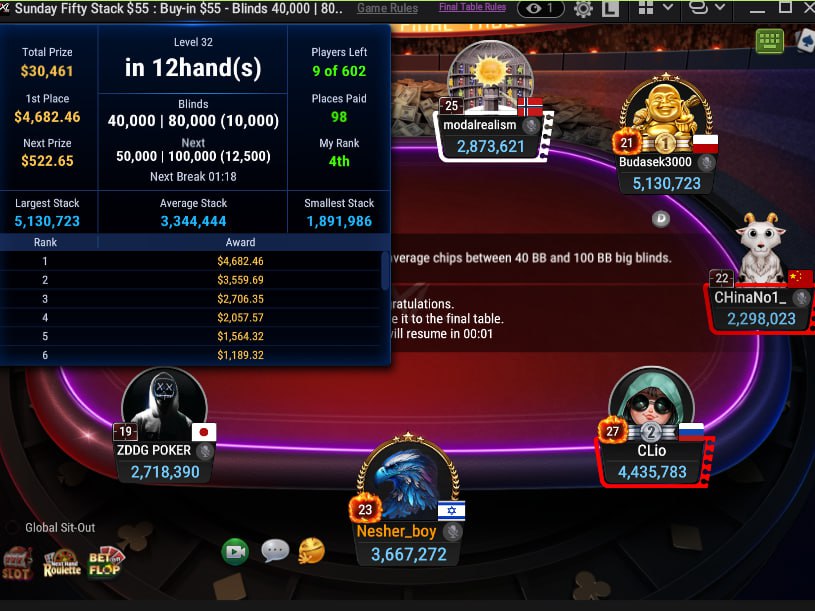 Sunday Fifty Stack $55 : Buy-in $55 - Blinds 40,000 | 80..
Game Rules
Final Table Rules
1
Total Prize
$30,461
Level 32
in 12hand(s)
Players Left
9 of 602
1st Place
$4,682.46
Blinds
40,000 | 80,000 (10,000)
Places Paid
98
Next Prize
$522.65
Next
50,000 | 100,000 (12,500)
Next Break 01:18
My Rank
4th
Largest Stack
5,130,723
Average Stack
3,344,444
Smallest Stack
1,891,986
Rank Award
1 $4,682.46
2 $3,559.69
3 $2,706.35
4 $2,057.57
5 $1,564.32
6 $1,189.32
25
modalrealism
2,873,621
21
1
Budasek3000
5,130,723
D
verage chips between 40 BB and 100 BB big blinds.
ratulations.
e it to the final table.
ill resume in 00:01
22
CHinaNo1_
2,298,023
19
ZDDG POKER
2,718,390
27
2
CLio
4,435,783
23
Nesher_boy
3,667,272
Global Sit-Out
SLOT
Next Hand
Roulette
BET on
FLOP